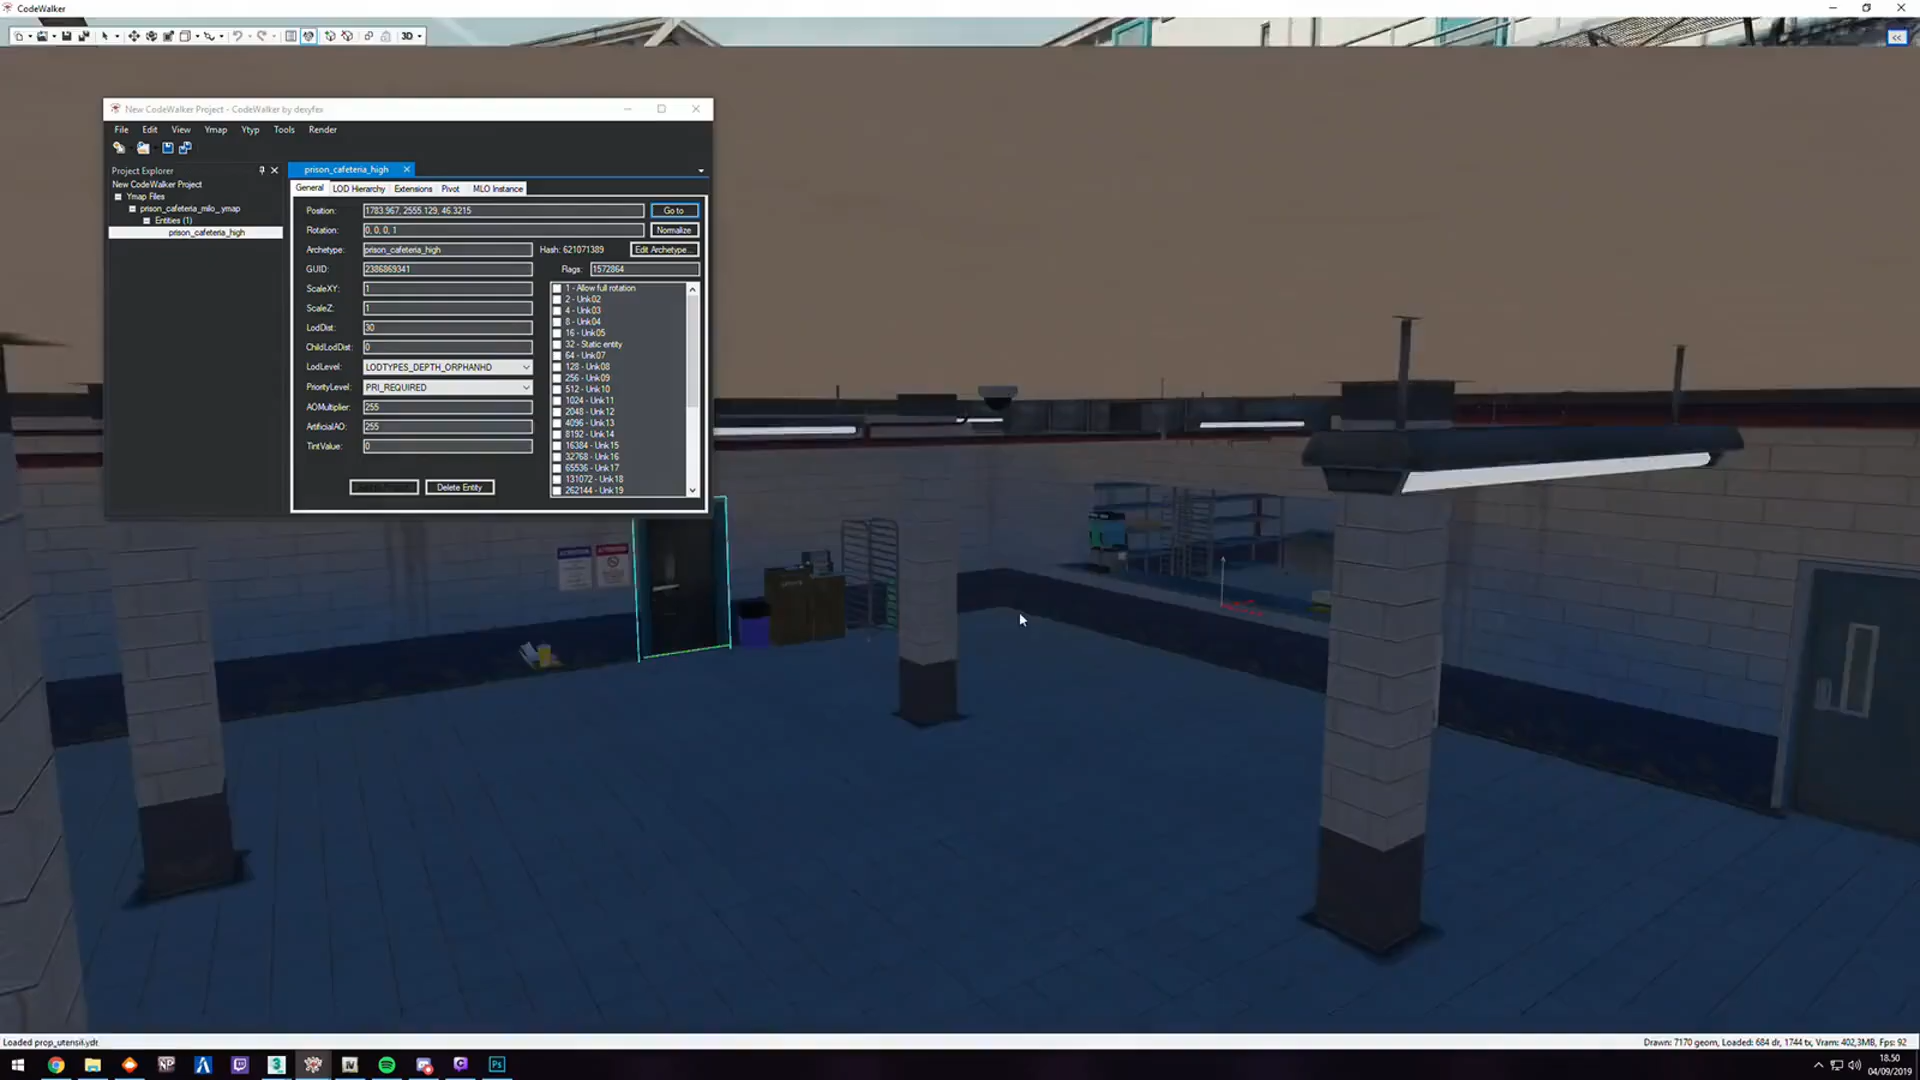 CodeWalker
3D
New CodeWalker Project - CodeWalker by dexyfex
File Edit View Ymap Ytyp Tools Render
Project Explorer
New CodeWalker Project
Ymap Files
prison_cafeteria_milo_.ymap
Entities (1)
prison_cafeteria_high
prison_cafeteria_high
General LOD Hierarchy Extensions Pivot MLO Instance
Position: 1783.967, 2555.129, 46.3215 Go to
Rotation: 0, 0, 0, 1 Normalize
Archetype: prison_cafeteria_high Hash: 621071389 Edit Archetype...
GUID: 2386869341 Flags: 1572864
ScaleXY: 1
ScaleZ: 1
LodDist: 30
ChildLodDist: 0
LodLevel: LODTYPES_DEPTH_ORPHANHD
PriorityLevel: PRI_REQUIRED
AOMultiplier: 255
ArtificialAO: 255
TintValue: 0
1 - Allow full rotation
2 - Unk02
4 - Unk03
8 - Unk04
16 - Unk05
32 - Static entity
64 - Unk07
128 - Unk08
256 - Unk09
512 - Unk10
1024 - Unk11
2048 - Unk12
4096 - Unk13
8192 - Unk14
16384 - Unk15
32768 - Unk16
65536 - Unk17
131072 - Unk18
262144 - Unk19
Delete Entity
Loaded prop_utensil.ydt
Drawn: 7170 geom, Loaded: 684 dr, 1744 tx, Vram: 402,3MB, Fps: 92
18.50
04/09/2019